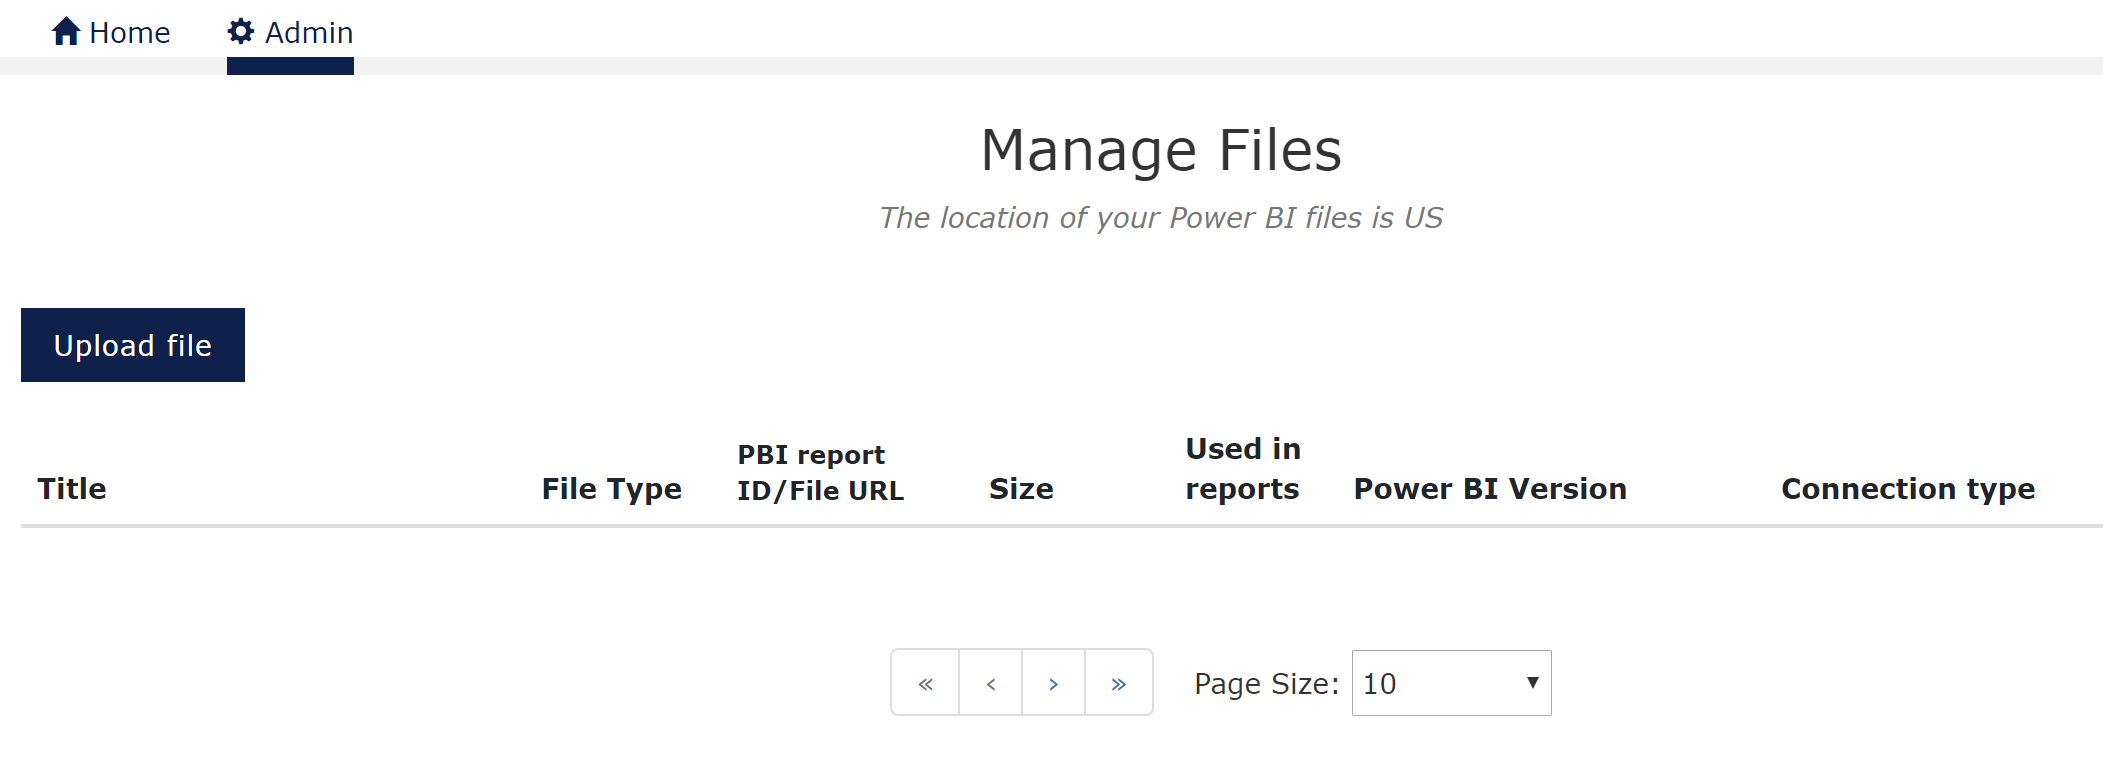 Home Admin
Manage Files
The location of your Power BI files is US
Upload file
Title File Type PBI report ID/File URL Size Used in reports Power BI Version Connection type
« ‹ › » Page Size: 10